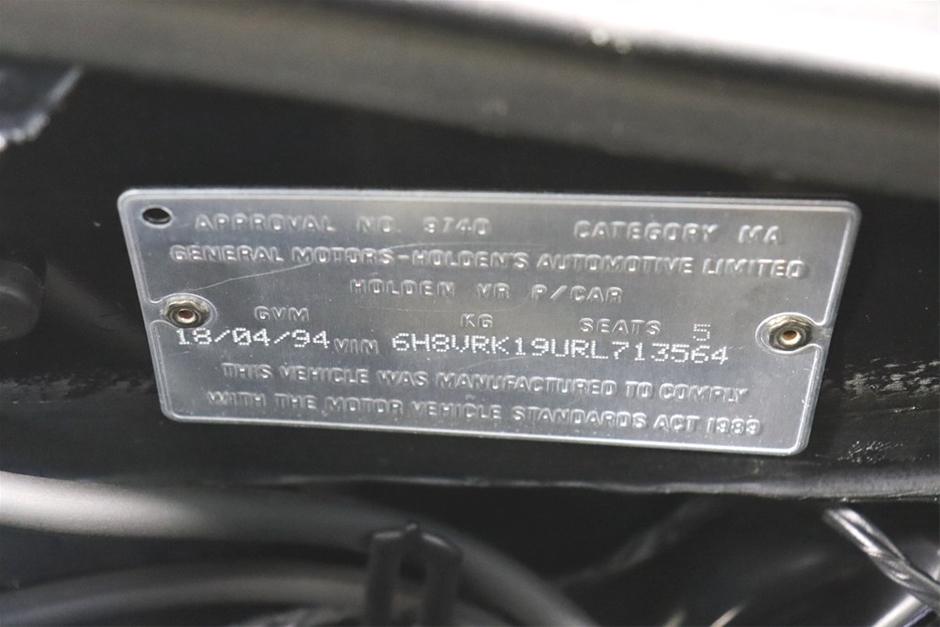 APPROVAL NO. 9740 CATEGORY MA
GENERAL MOTORS-HOLDEN'S AUTOMOTIVE LIMITED
HOLDEN VR P/CAR
GVM KG SEATS 5
18/04/94 VIN 6H8VRK19URL713564
THIS VEHICLE WAS MANUFACTURED TO COMPLY
WITH THE MOTOR VEHICLE STANDARDS ACT 1989